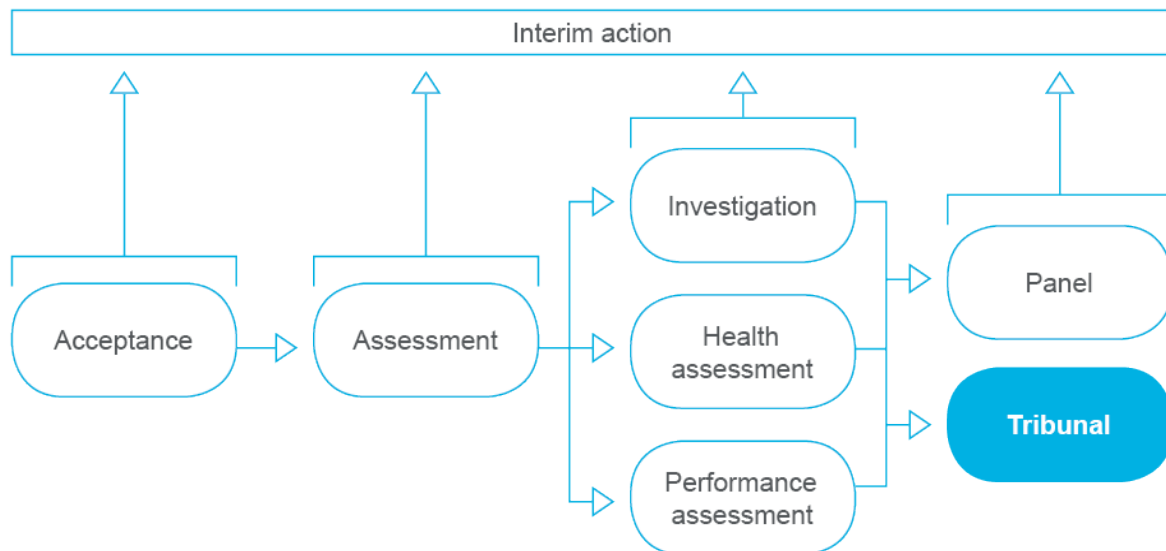 Interim action
Acceptance
Assessment
Investigation
Health
assessment
Performance
assessment
Panel
Tribunal